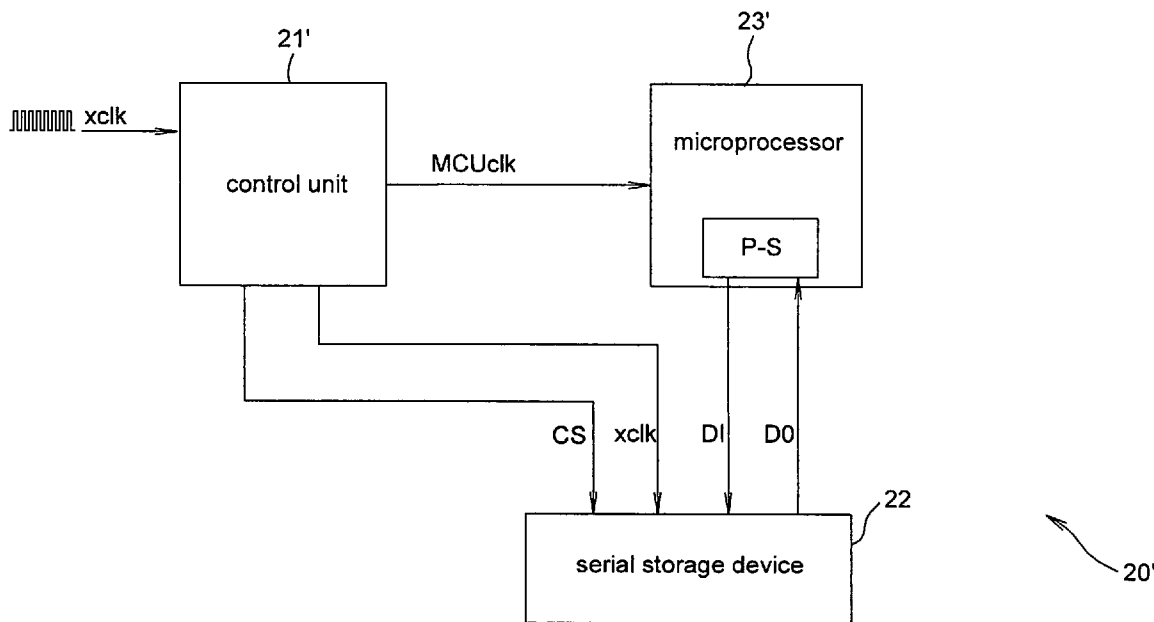 21'
23'
xclk
microprocessor
MCUclk
control unit
P-S
CS
xclk
DI
D0
22
serial storage device
20'